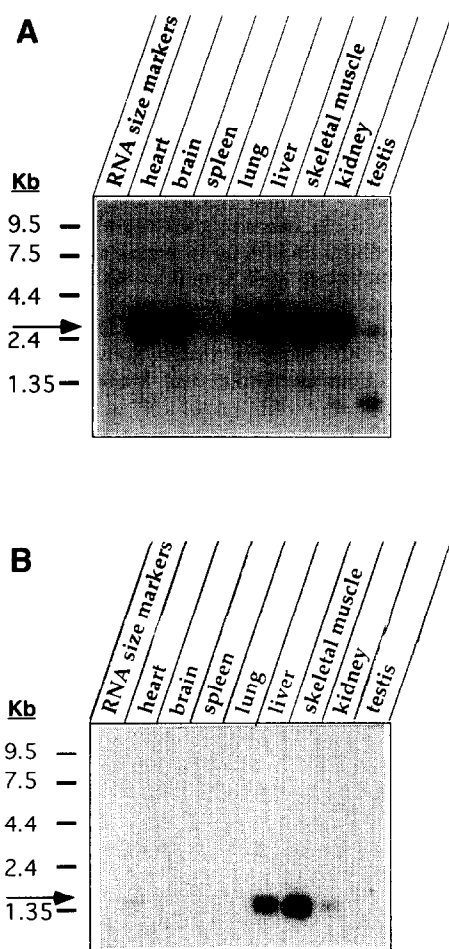 A
RNA size markers
heart
brain
spleen
lung
liver
skeletal muscle
kidney
testis
Kb
9.5
7.5
4.4
2.4
1.35
B
RNA size markers
heart
brain
spleen
lung
liver
skeletal muscle
kidney
testis
Kb
9.5
7.5
4.4
2.4
1.35